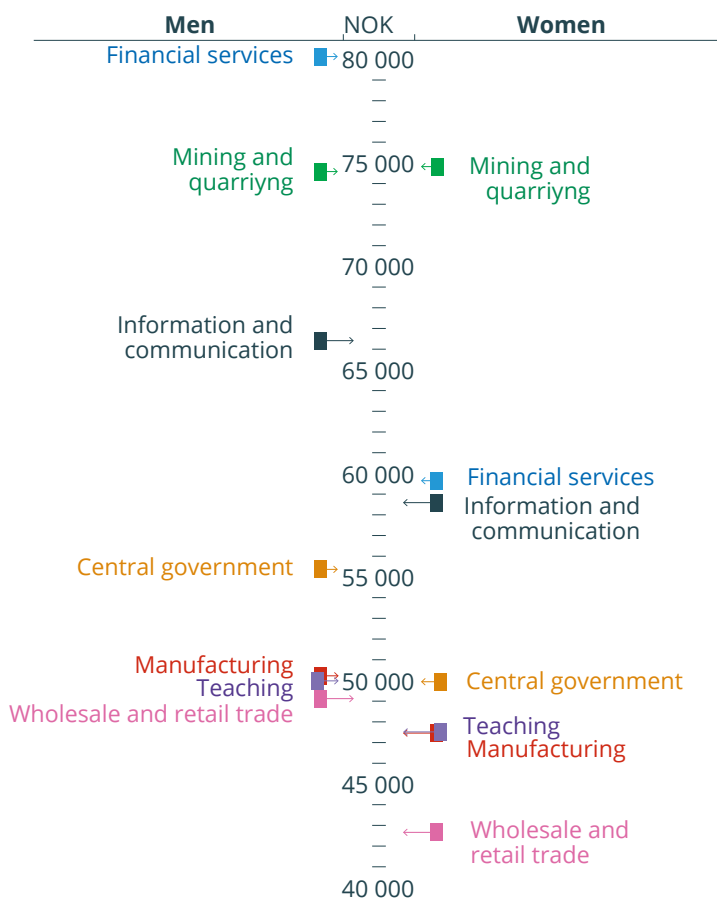 Men NOK Women
Financial services 80 000
Mining and
quarriyng
75 000
Mining and
quarriyng
70 000
Information and
communication
65 000
60 000 Financial services
Information and
communication
Central government
55 000
Manufacturing
Teaching
50 000 Central government
Wholesale and retail trade
Teaching
Manufacturing
45 000
Wholesale and
retail trade
40 000